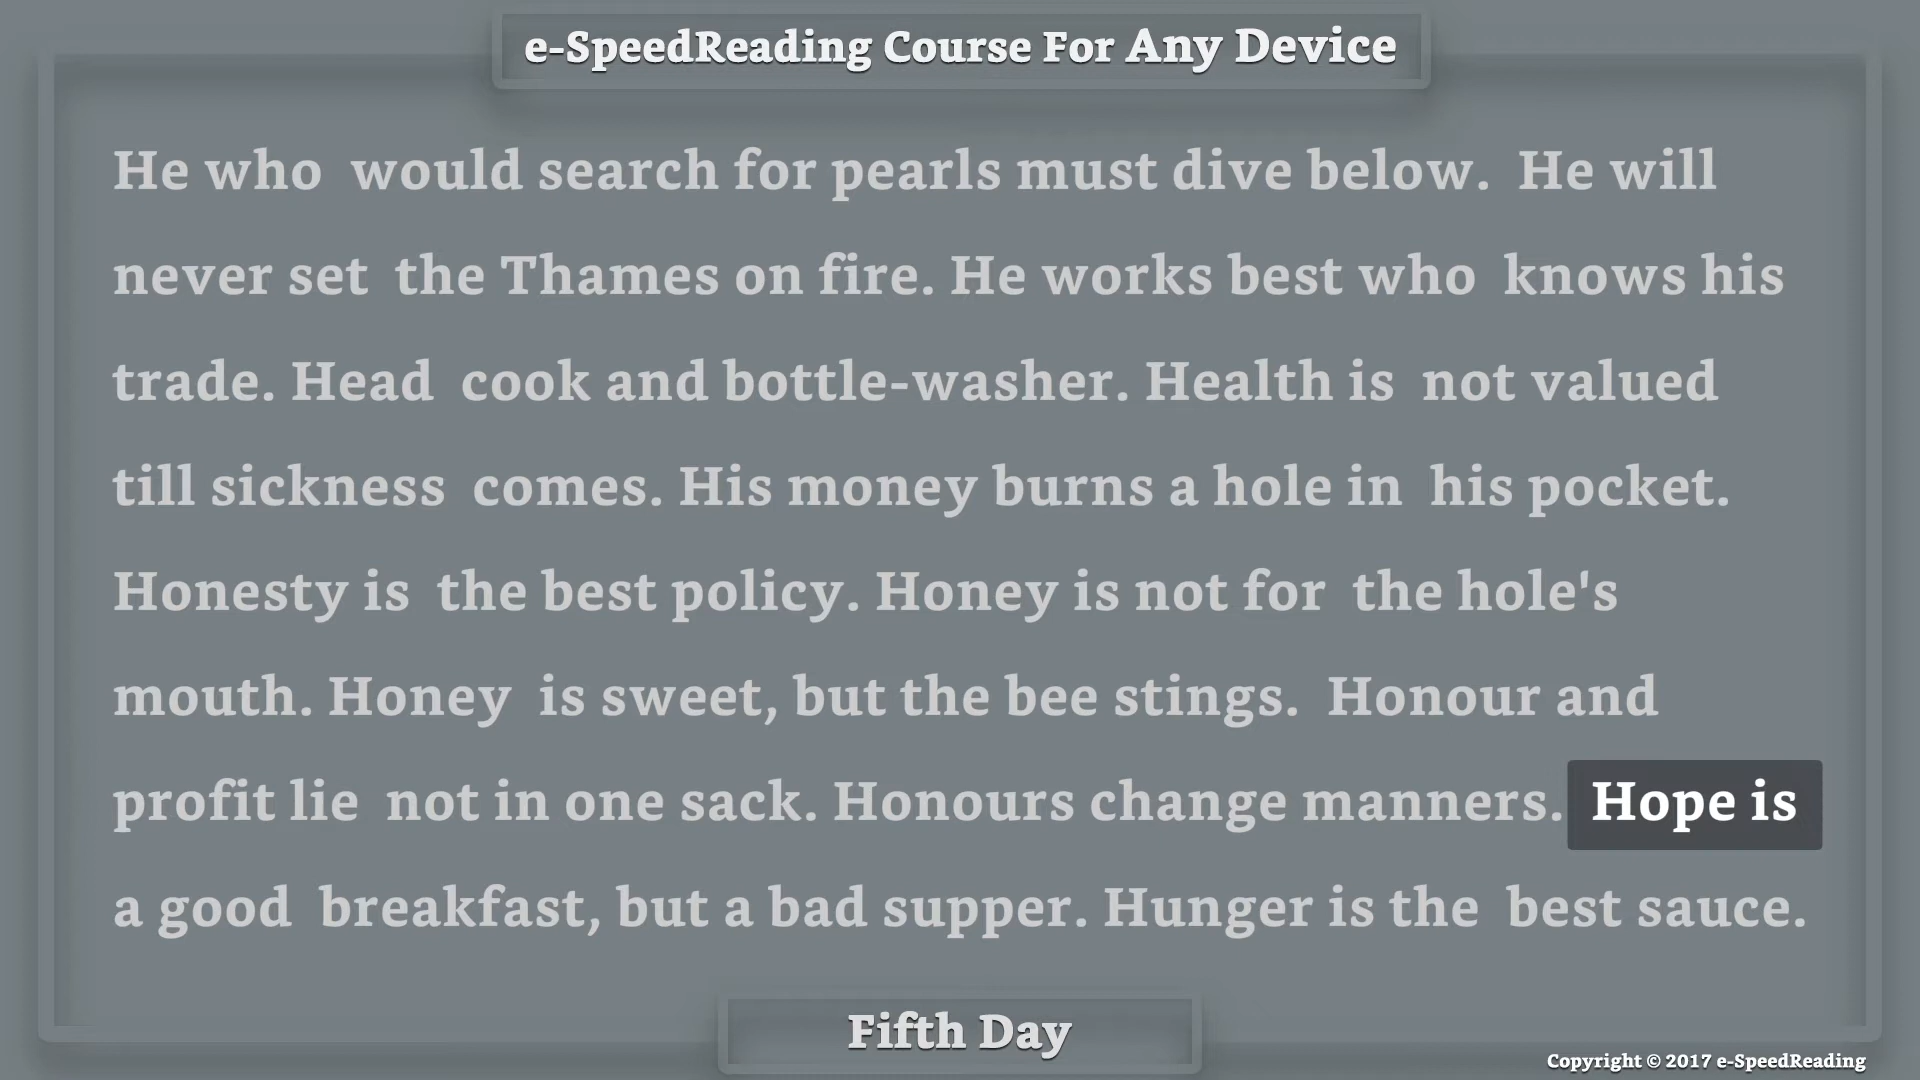 e-SpeedReading Course For Any Device
He who would search for pearls must dive below. He will
never set the Thames on fire. He works best who knows his
trade. Head cook and bottle-washer. Health is not valued
till sickness comes. His money burns a hole in his pocket.
Honesty is the best policy. Honey is not for the hole's
mouth. Honey is sweet, but the bee stings. Honour and
profit lie not in one sack. Honours change manners. Hope is
a good breakfast, but a bad supper. Hunger is the best sauce.
Fifth Day
Copyright © 2017 e-SpeedReading